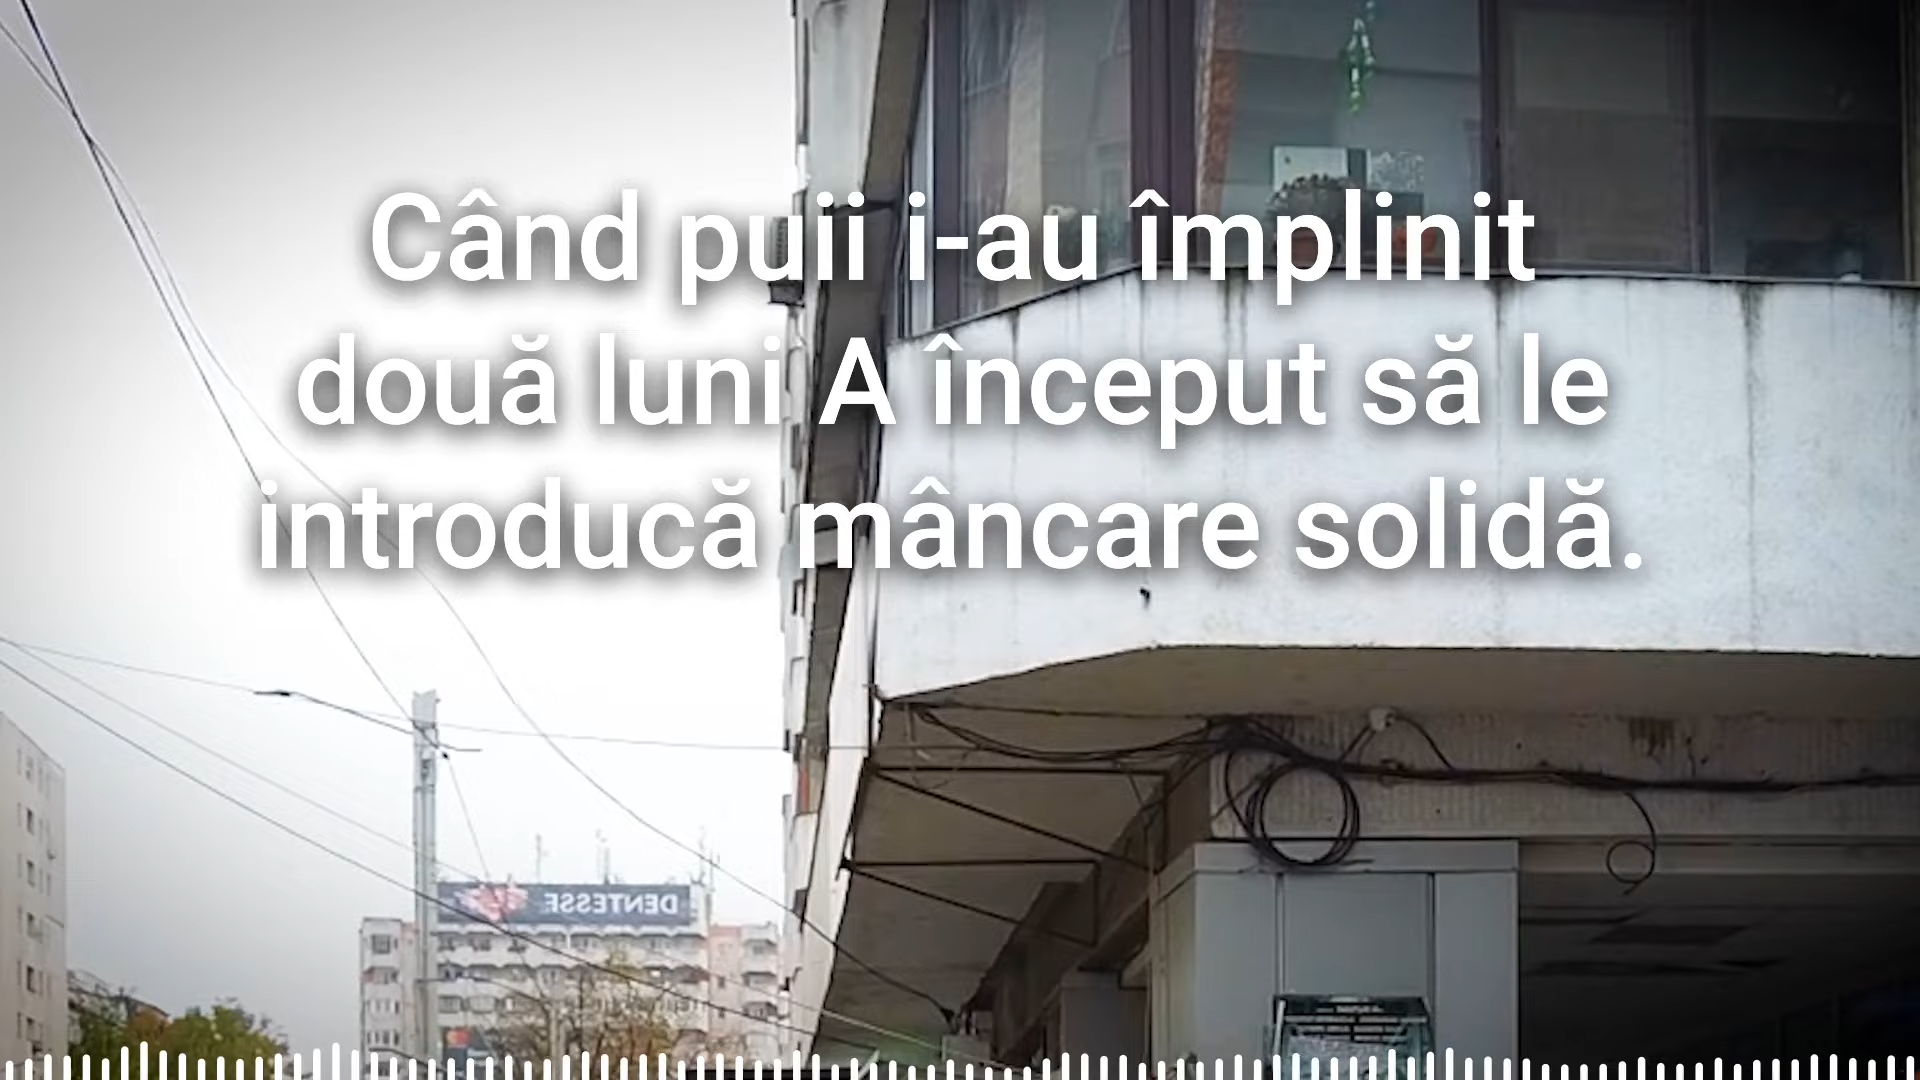 Când puii i-au împlinit
două luni A început să le
introducă mâncare solidă.
DENTESSE